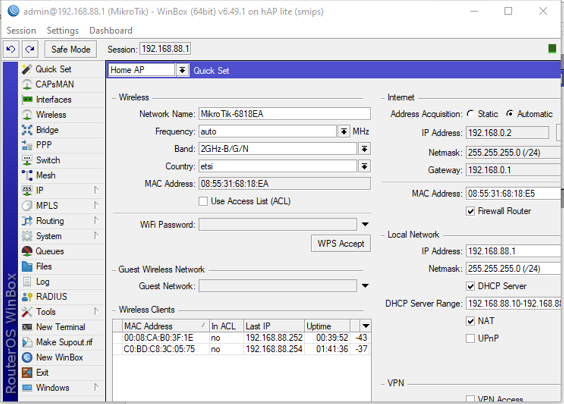 admin@192.168.88.1 (MikroTik) - WinBox (64bit) v6.49.1 on hAP lite (smips)
Session Settings Dashboard
Safe Mode Session: 192.168.88.1
Quick Set
CAPsMAN
Interfaces
Wireless
Bridge
PPP
Switch
Mesh
IP
MPLS
Routing
System
Queues
Files
Log
RADIUS
Tools
New Terminal
Make Supout.rif
New WinBox
Exit
Windows
RouterOS WinBox
Home AP Quick Set
Wireless
Network Name: MikroTik-6818EA
Frequency: auto MHz
Band: 2GHz-B/G/N
Country: etsi
MAC Address: 08:55:31:68:18:EA
Use Access List (ACL)
WiFi Password:
WPS Accept
Guest Wireless Network
Guest Network:
Wireless Clients
MAC Address In ACL Last IP Uptime
00:08:CA:B0:3F:1E no 192.168.88.252 00:39:52 -43
C0:BD:C8:3C:05:75 no 192.168.88.254 01:41:36 -37
Internet
Address Acquisition: Static Automatic
IP Address: 192.168.0.2
Netmask: 255.255.255.0 (/24)
Gateway: 192.168.0.1
MAC Address: 08:55:31:68:18:E5
Firewall Router
Local Network
IP Address: 192.168.88.1
Netmask: 255.255.255.0 (/24)
DHCP Server
DHCP Server Range: 192.168.88.10-192.168.88
NAT
UPnP
VPN
VPN Access